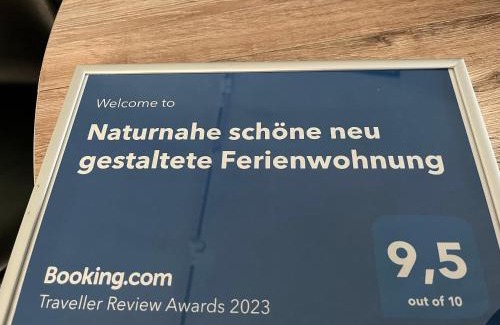 Welcome to
Naturnahe schöne neu
gestaltete Ferienwohnung
Booking.com
Traveller Review Awards 2023
9,5
out of 10